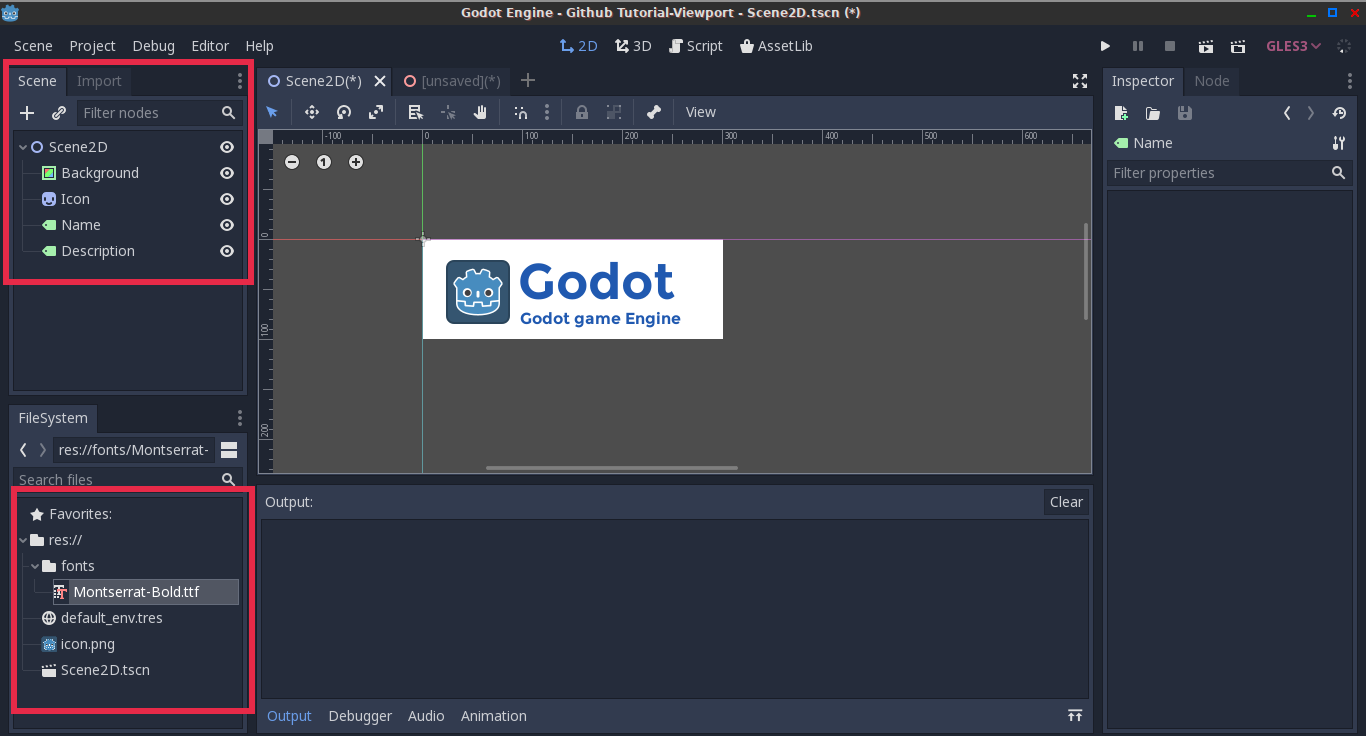 Godot Engine - Github Tutorial-Viewport - Scene2D.tscn (*)
Scene Project Debug Editor Help 2D 3D Script AssetLib GLES3
Scene Import
Filter nodes
Scene2D
Background
Icon
Name
Description
FileSystem
res://fonts/Montserrat-
Search files
Favorites:
res://
fonts
Montserrat-Bold.ttf
default_env.tres
icon.png
Scene2D.tscn
Scene2D(*) [unsaved](*)
View
-100 0 100 200 300 400 500 600
1
0
100
200
Godot
Godot game Engine
Output: Clear
Output Debugger Audio Animation
Inspector Node
Name
Filter properties